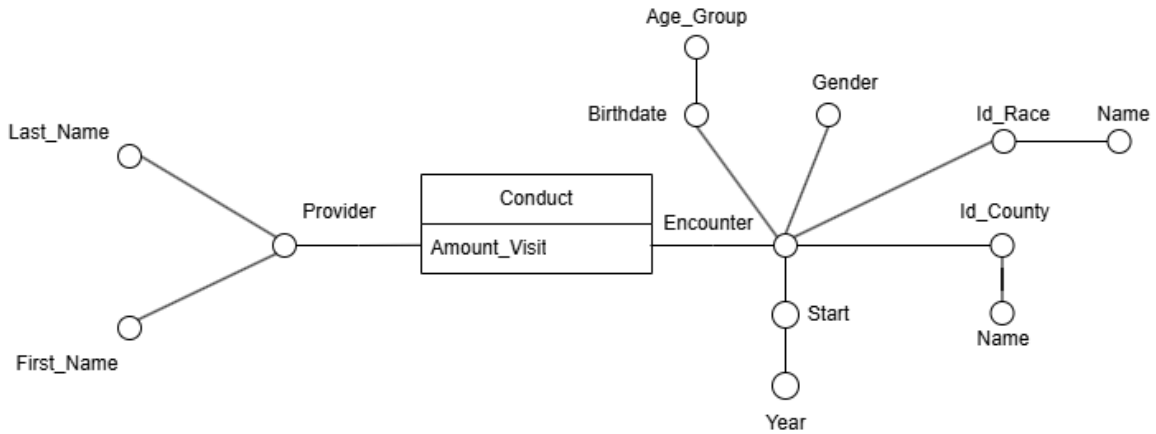 Age_Group
Gender
Birthdate
Id_Race
Name
Last_Name
Conduct
Provider
Encounter
Id_County
Amount_Visit
Start
Name
First_Name
Year